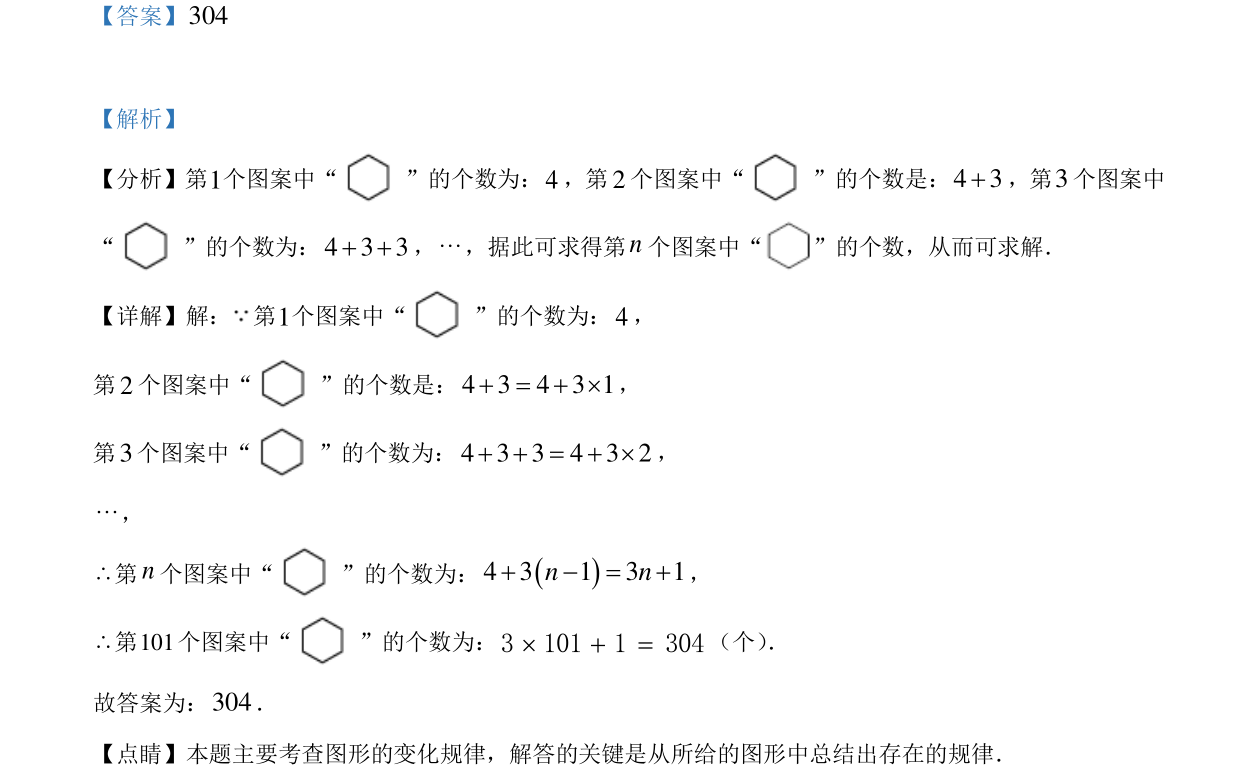 【答案】304
【解析】
【分析】第1个图案中“ ”的个数为：4，第2个图案中“ ”的个数是：4+3，第3个图案中
“ ”的个数为：4+3+3，…，据此可求得第n个图案中“ ”的个数，从而可求解．
【详解】解：∵第1个图案中“ ”的个数为：4，
第2个图案中“ ”的个数是：4+3=4+3×1，
第3个图案中“ ”的个数为：4+3+3=4+3×2，
…，
∴第n个图案中“ ”的个数为：4+3(n−1)=3n+1，
∴第101个图案中“ ”的个数为：3×101+1=304（个）．
故答案为：304．
【点睛】本题主要考查图形的变化规律，解答的关键是从所给的图形中总结出存在的规律．